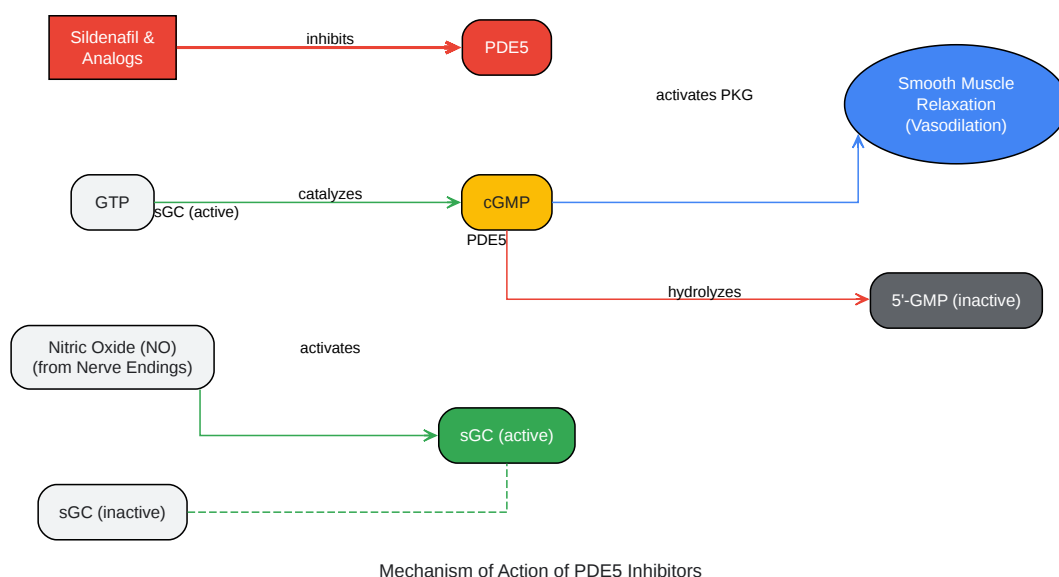 Sildenafil &
Analogs
inhibits
PDE5
activates PKG
Smooth Muscle
Relaxation
(Vasodilation)
GTP
catalyzes
sGC (active)
cGMP
PDE5
hydrolyzes
5'-GMP (inactive)
Nitric Oxide (NO)
(from Nerve Endings)
activates
sGC (active)
sGC (inactive)
Mechanism of Action of PDE5 Inhibitors